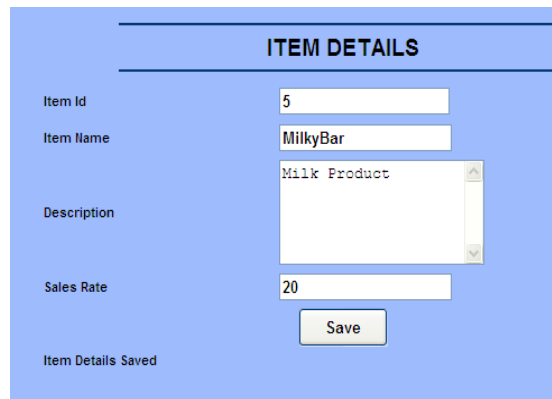 ITEM DETAILS
Item Id 5
Item Name MilkyBar
Description Milk Product
Sales Rate 20
Save
Item Details Saved